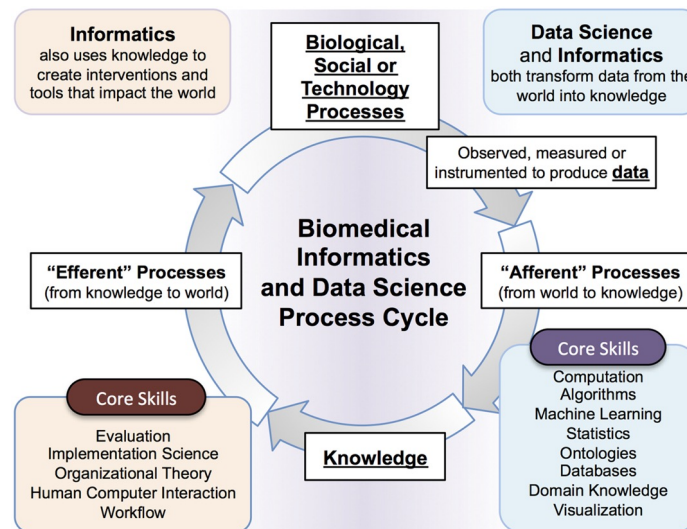 Informatics
also uses knowledge to
create interventions and
tools that impact the world
Biological,
Social or
Technology
Processes
Data Science
and Informatics
both transform data from the
world into knowledge
Observed, measured or
instrumented to produce data
Biomedical
Informatics
and Data Science
Process Cycle
“Efferent” Processes
(from knowledge to world)
“Afferent” Processes
(from world to knowledge)
Core Skills
Evaluation
Implementation Science
Organizational Theory
Human Computer Interaction
Workflow
Knowledge
Core Skills
Computation
Algorithms
Machine Learning
Statistics
Ontologies
Databases
Domain Knowledge
Visualization